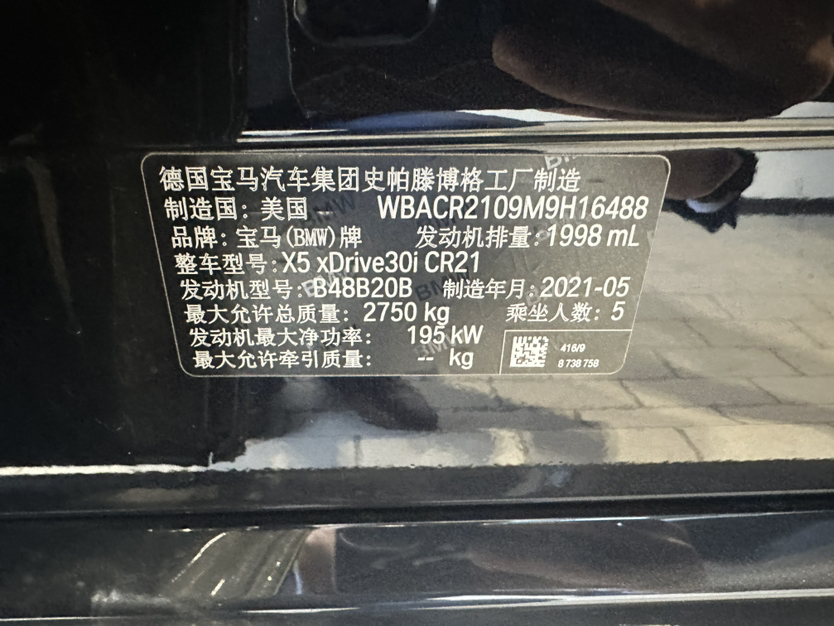 德国宝马汽车集团史帕滕博格工厂制造
制造国：美国 -- WBACR2109M9H16488
品牌：宝马(BMW)牌 发动机排量：1998 mL
整车型号：X5 xDrive30i CR21
发动机型号：B48B20B 制造年月：2021-05
最大允许总质量：2750 kg 乘坐人数：5
发动机最大净功率： 195 kW
最大允许牵引质量： -- kg
416/9
8 738 758